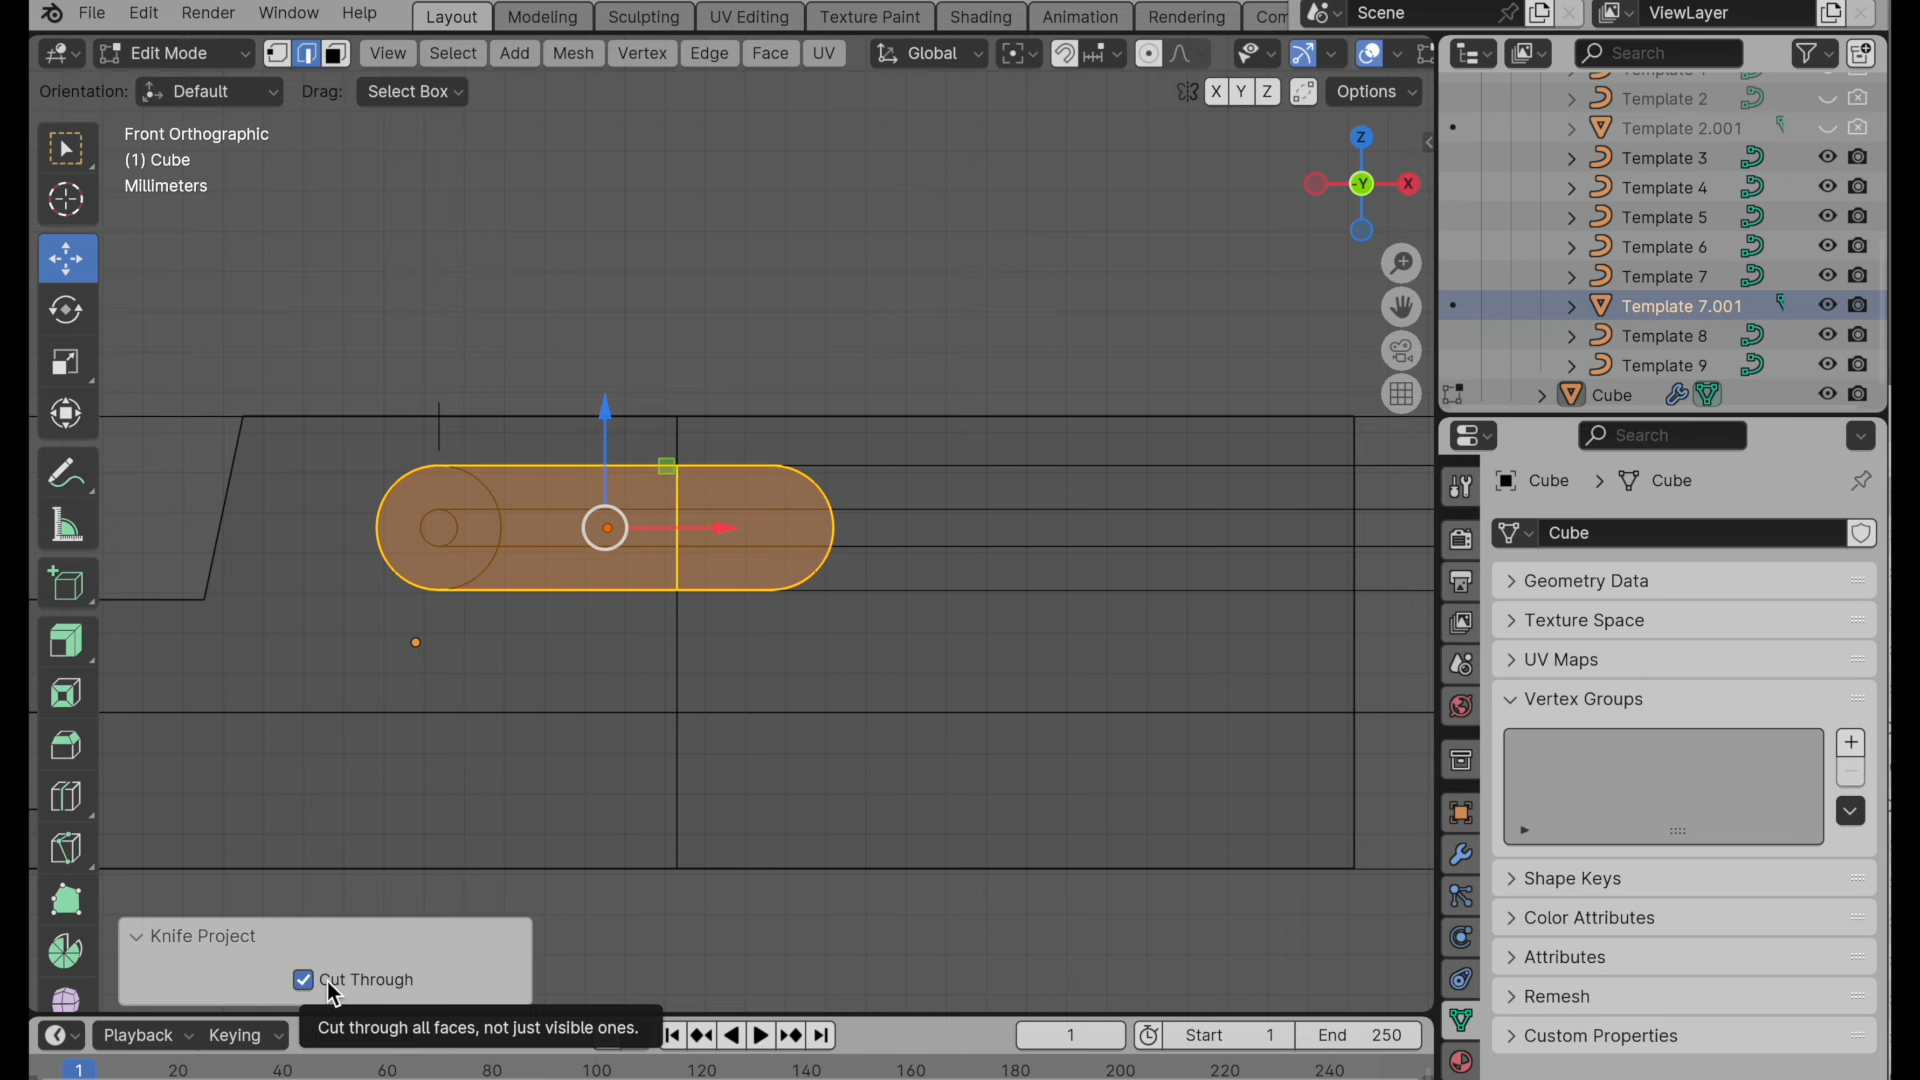 File Edit Render Window Help Layout Modeling Sculpting UV Editing Texture Paint Shading Animation Rendering Scene ViewLayer
Edit Mode View Select Add Mesh Vertex Edge Face UV Global Search
Orientation: Default Drag: Select Box X Y Z Options
Front Orthographic
(1) Cube
Millimeters
Z
-Y
X
Template 2
Template 2.001
Template 3
Template 4
Template 5
Template 6
Template 7
Template 7.001
Template 8
Template 9
Cube
Search
Cube > Cube
Cube
Geometry Data
Texture Space
UV Maps
Vertex Groups
Shape Keys
Color Attributes
Attributes
Remesh
Custom Properties
Knife Project
Cut Through
Cut through all faces, not just visible ones.
Playback Keying 1 Start 1 End 250
1 20 40 60 80 100 120 140 160 180 200 220 240